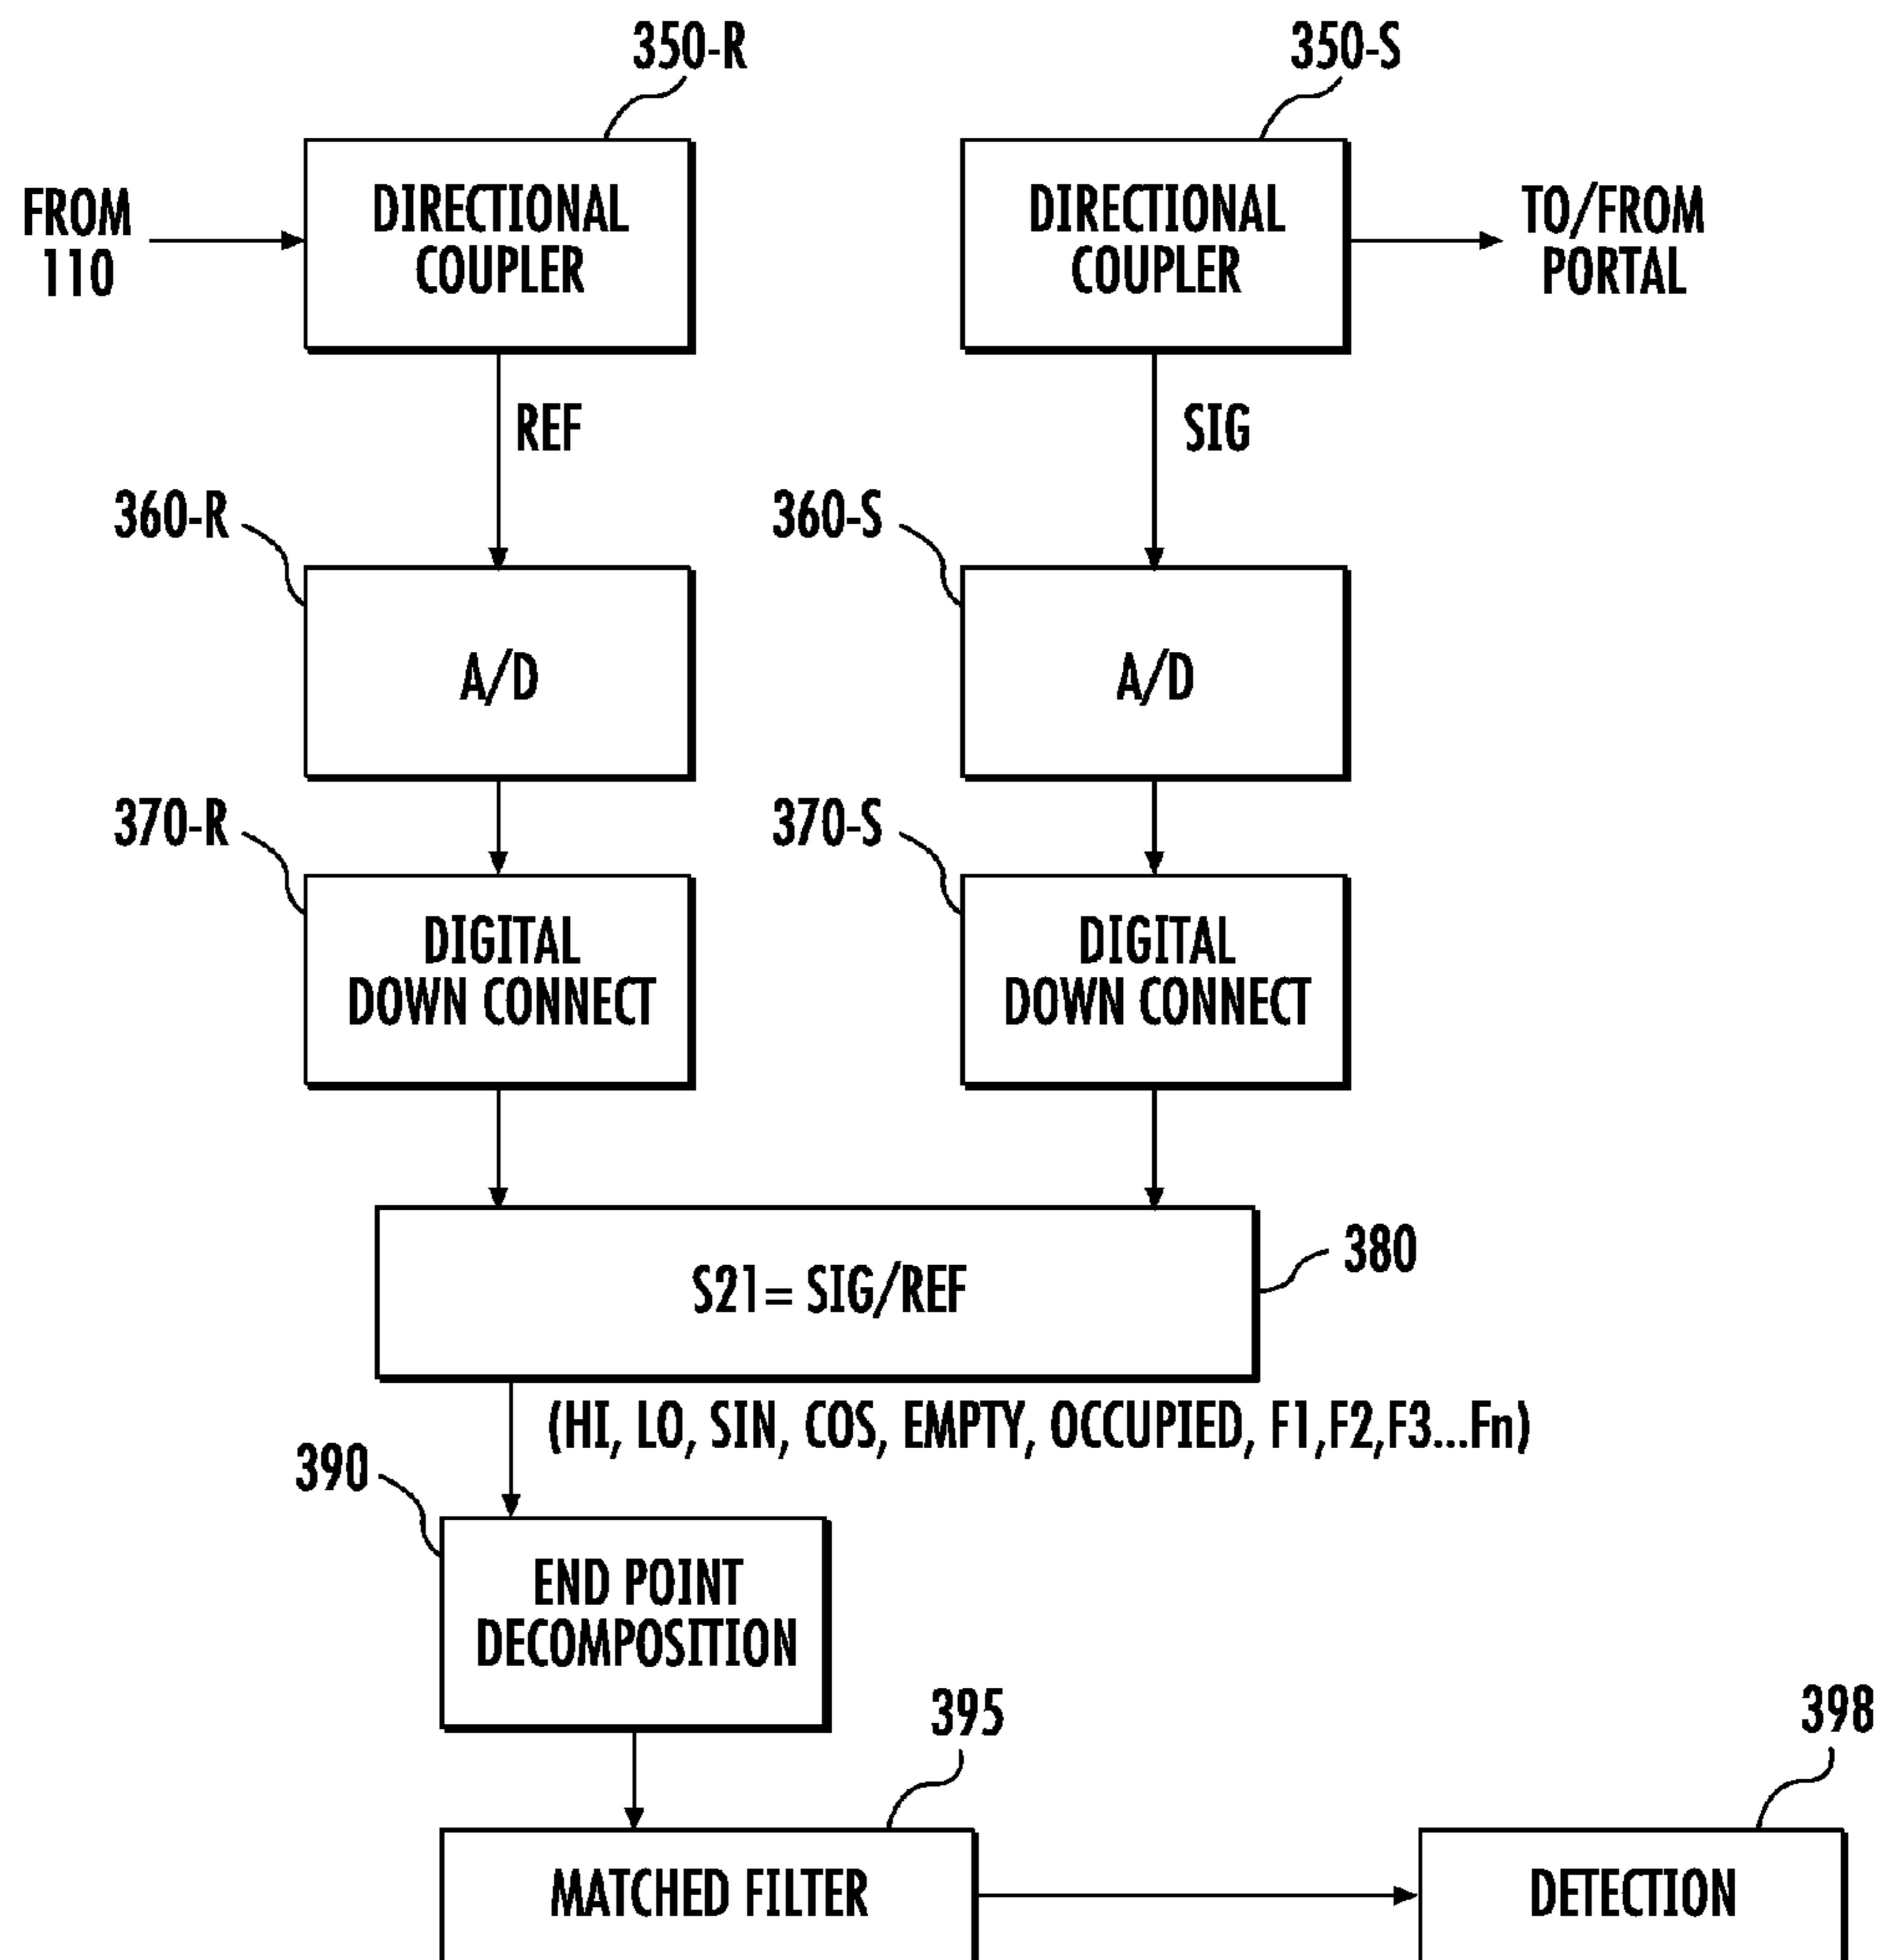 350-R
350-S
FROM
110
DIRECTIONAL
COUPLER
DIRECTIONAL
COUPLER
TO/FROM
PORTAL
REF
SIG
360-R
360-S
A/D
A/D
370-R
370-S
DIGITAL
DOWN CONNECT
DIGITAL
DOWN CONNECT
S21= SIG/REF
380
(HI, LO, SIN, COS, EMPTY, OCCUPIED, F1,F2,F3...Fn)
390
END POINT
DECOMPOSITION
395
398
MATCHED FILTER
DETECTION